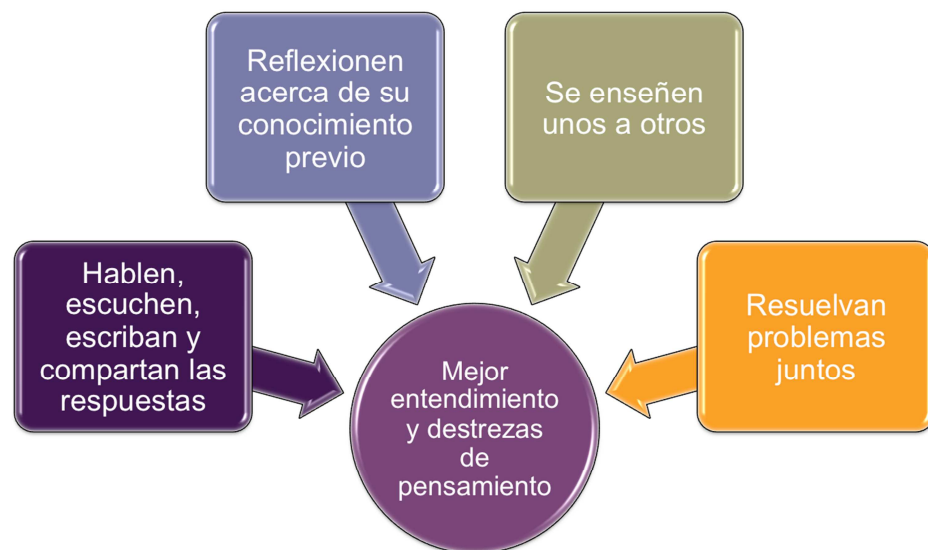 Reflexionen
acerca de su
conocimiento
previo
Se enseñen
unos a otros
Hablen,
escuchen,
escriban y
compartan las
respuestas
Resuelvan
problemas
juntos
Mejor
entendimiento
y destrezas
de
pensamiento